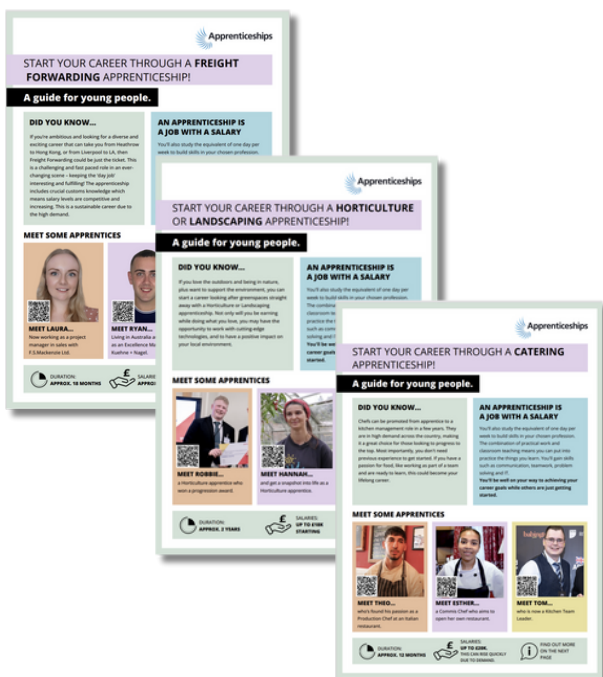 Apprenticeships
START YOUR CAREER THROUGH A FREIGHT
FORWARDING APPRENTICESHIP!
A guide for young people.
DID YOU KNOW...
If you're ambitious and looking for a diverse and
exciting career that can take you from Heathrow
to Hong Kong, or from Liverpool to LA, then
Freight Forwarding could be just the ticket. This
is a challenging and fast paced role in an ever-
changing scene – keeping the 'day job'
interesting and fulfilling! The apprenticeship
includes crucial customs knowledge which
means salary levels are competitive and
increasing. This is a sustainable career due to
the high demand.
AN APPRENTICESHIP IS
A JOB WITH A SALARY
You'll also study the equivalent of one day per
week to build skills in your chosen profession.
MEET SOME APPRENTICES
MEET LAURA...
Now working as a project
manager in sales with
F.S.Mackenzie Ltd.
MEET RYAN...
Living in Australia a
as an Excellence Ma
Kuehne + Nagel.
DURATION:
APPROX. 18 MONTHS
SALARIE
APPRO
Apprenticeships
START YOUR CAREER THROUGH A HORTICULTURE
OR LANDSCAPING APPRENTICESHIP!
A guide for young people.
DID YOU KNOW...
If you love the outdoors and being in nature,
plus want to support the environment, you can
start a career looking after greenspaces straight
away with a Horticulture or Landscaping
apprenticeship. Not only will you be earning
while doing what you love, you may have the
opportunity to work with cutting-edge
technologies, and to have a positive impact on
your local environment.
AN APPRENTICESHIP IS
A JOB WITH A SALARY
You'll also study the equivalent of one day per
week to build skills in your chosen profession.
The combina
classroom te
practice the t
such as comm
solving and I
You'll be we
career goals
started.
MEET SOME APPRENTICES
MEET ROBBIE...
a Horticulture apprentice who
won a progression award.
MEET HANNAH...
and get a snapshot into life as a
Horticulture apprentice.
DURATION:
APPROX. 2 YEARS
SALARIES:
UP TO £18K
STARTING
Apprenticeships
START YOUR CAREER THROUGH A CATERING
APPRENTICESHIP!
A guide for young people.
DID YOU KNOW...
Chefs can be promoted from apprentice to a
kitchen management role in a few years. They
are in high demand across the country, making
it a great choice for those looking to progress to
the top. Most importantly, you don't need
previous experience to get started. If you have a
passion for food, like working as part of a team
and are ready to learn, this could become your
lifelong career.
AN APPRENTICESHIP IS
A JOB WITH A SALARY
You'll also study the equivalent of one day per
week to build skills in your chosen profession.
The combination of practical work and
classroom teaching means you can put into
practice the things you learn. You'll gain skills
such as communication, teamwork, problem
solving and IT.
You'll be well on your way to achieving your
career goals while others are just getting
started.
MEET SOME APPRENTICES
MEET THEO...
who's found his passion as a
Production Chef at an Italian
restaurant.
MEET ESTHER...
a Commis Chef who aims to
open her own restaurant.
MEET TOM...
who is now a Kitchen Team
Leader.
DURATION:
APPROX. 12 MONTHS
SALARIES:
UP TO £20K.
THIS CAN RISE QUICKLY
DUE TO DEMAND.
FIND OUT MORE
ON THE NEXT
PAGE